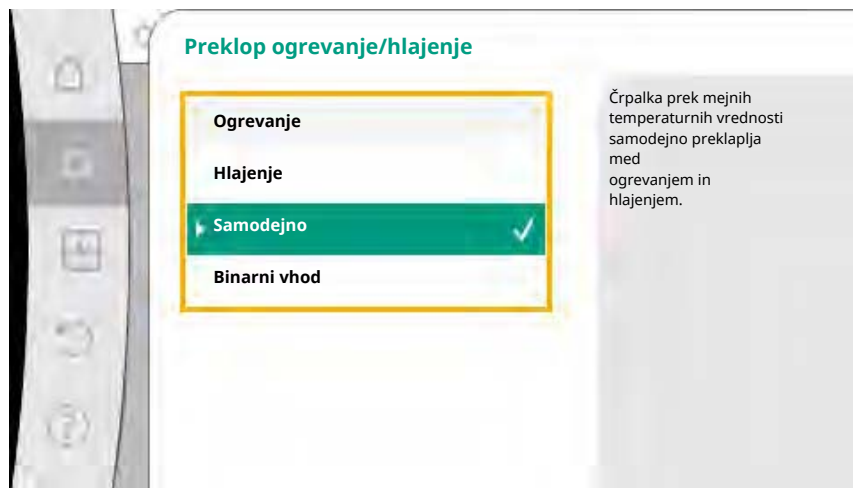 Preklop ogrevanje/hlajenje
Ogrevanje
Hlajenje
Samodejno
Binarni vhod
Črpalka prek mejnih
temperaturnih vrednosti
samodejno preklaplja
med
ogrevanjem in
hlajenjem.